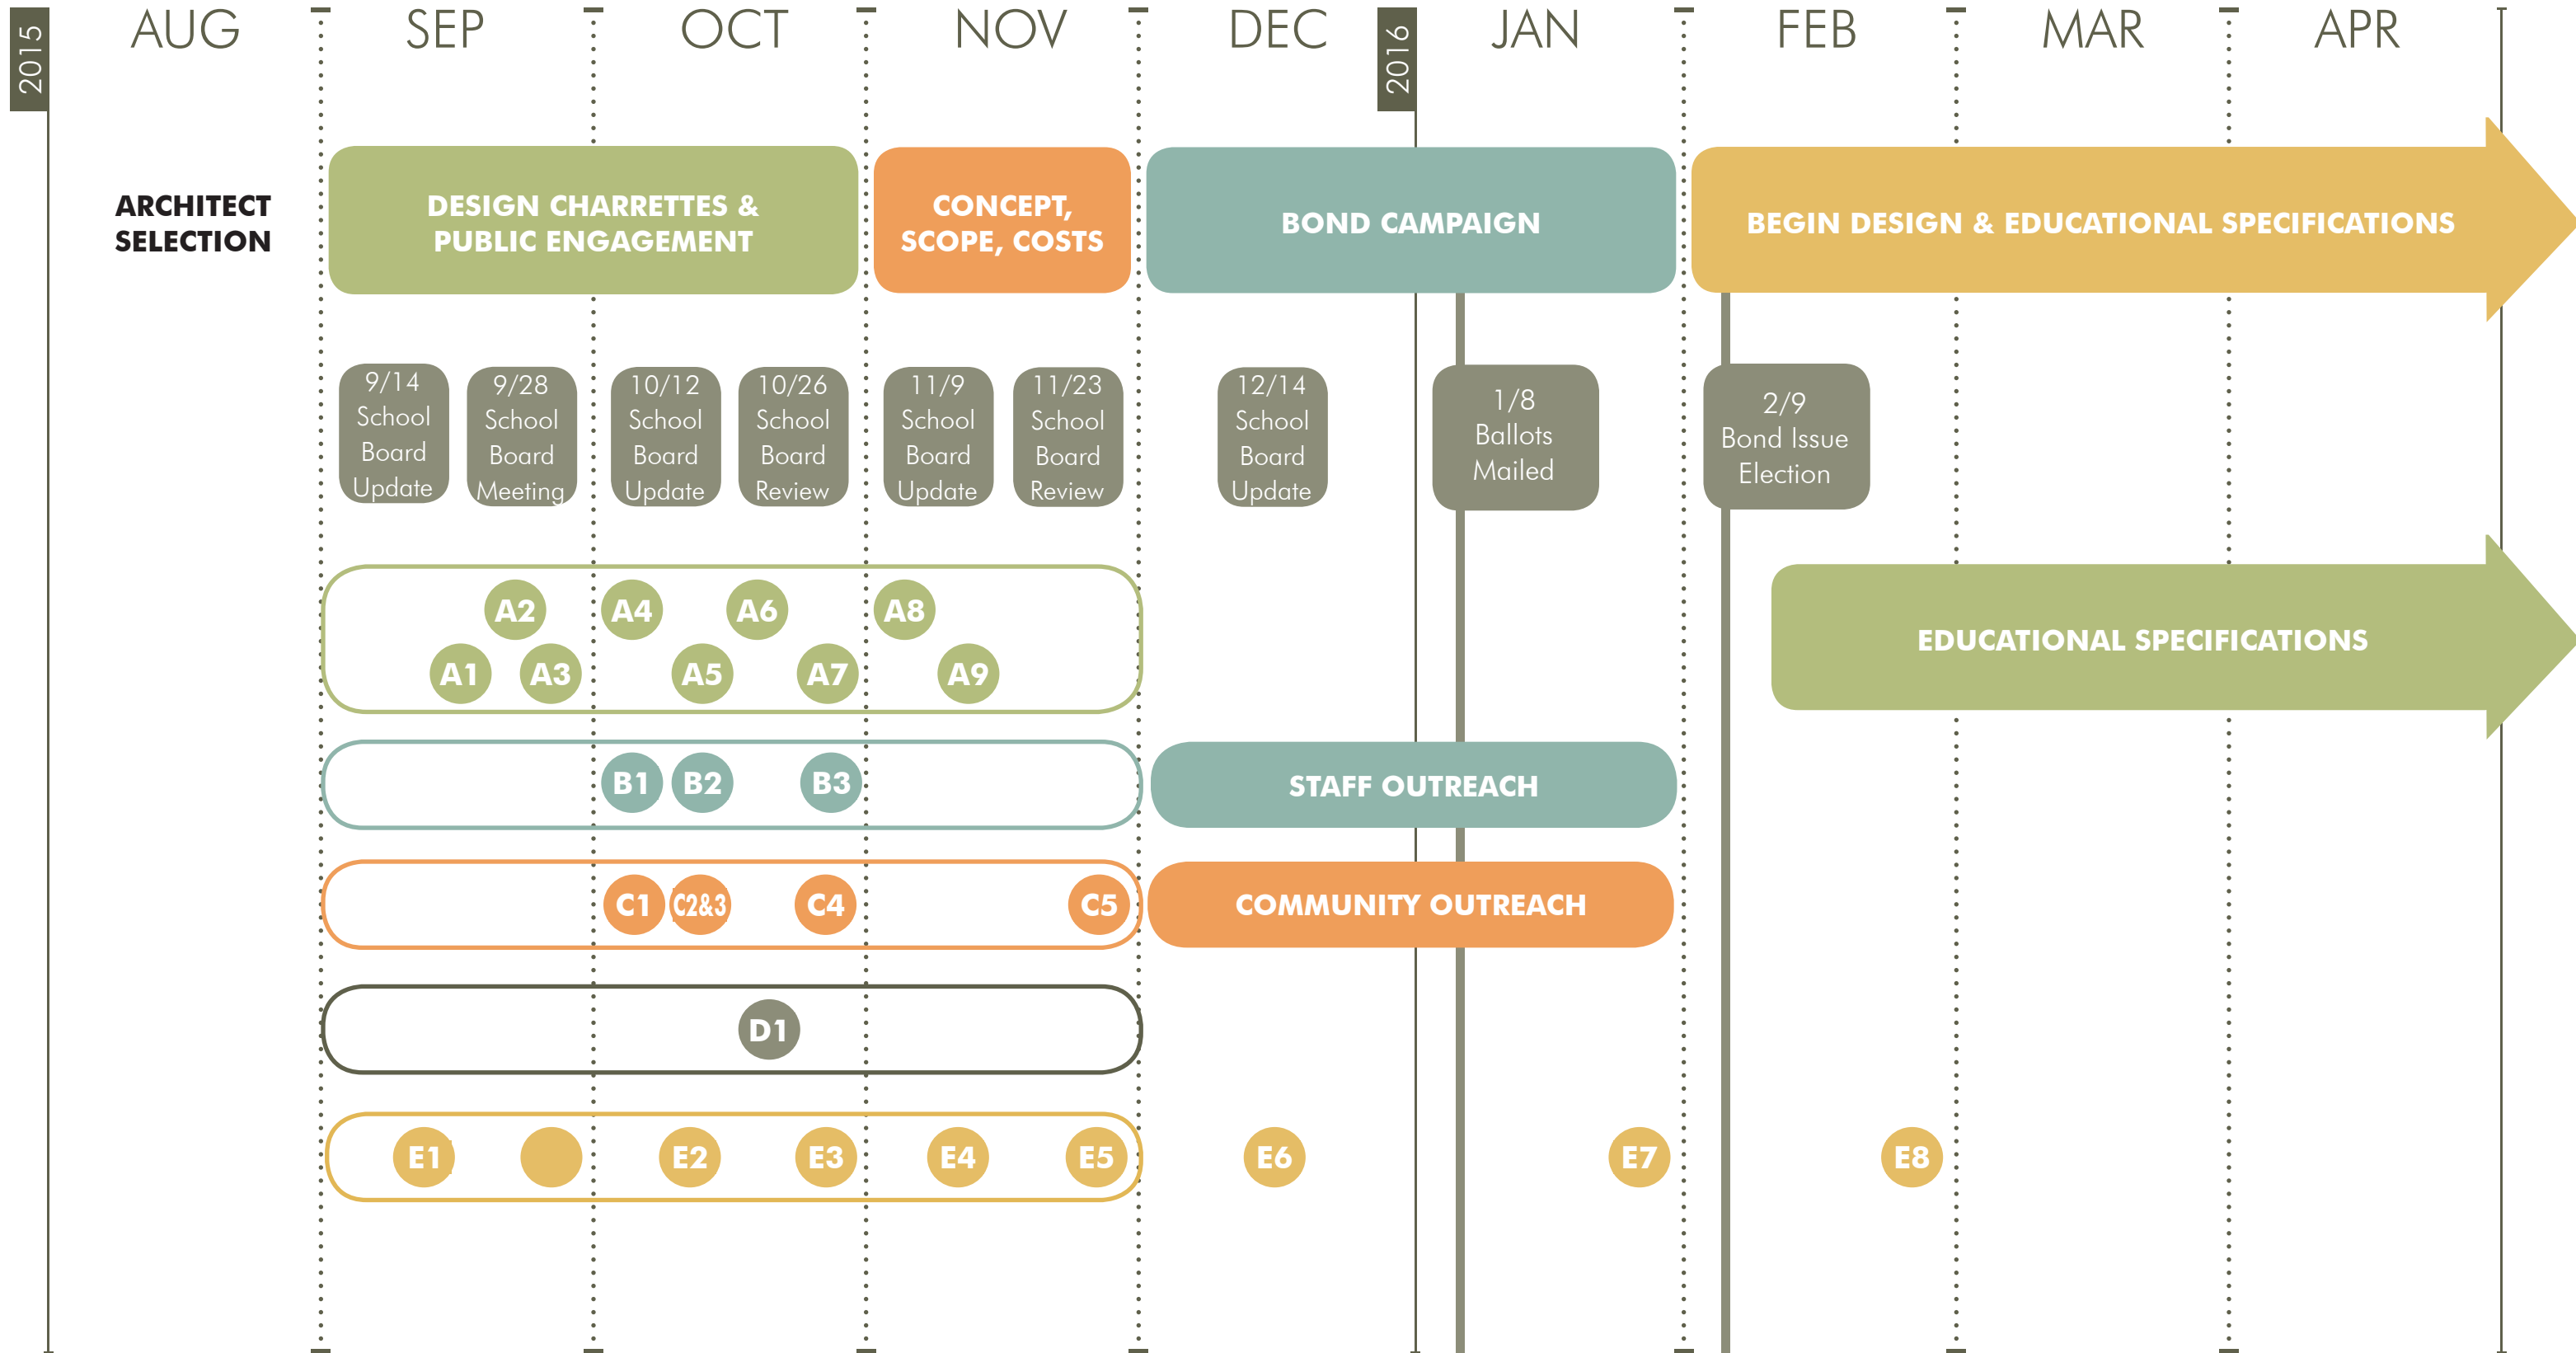 2015
AUG
SEP
OCT
NOV
DEC
2016
JAN
FEB
MAR
APR
ARCHITECT
SELECTION
DESIGN CHARRETTES &
PUBLIC ENGAGEMENT
CONCEPT,
SCOPE, COSTS
BOND CAMPAIGN
BEGIN DESIGN & EDUCATIONAL SPECIFICATIONS
9/14
School
Board
Update
9/28
School
Board
Meeting
10/12
School
Board
Update
10/26
School
Board
Review
11/9
School
Board
Update
11/23
School
Board
Review
12/14
School
Board
Update
1/8
Ballots
Mailed
2/9
Bond Issue
Election
A1
A2
A3
A4
A5
A6
A7
A8
A9
EDUCATIONAL SPECIFICATIONS
B1
B2
B3
STAFF OUTREACH
C1
C2&3
C4
C5
COMMUNITY OUTREACH
D1
E1
E2
E3
E4
E5
E6
E7
E8